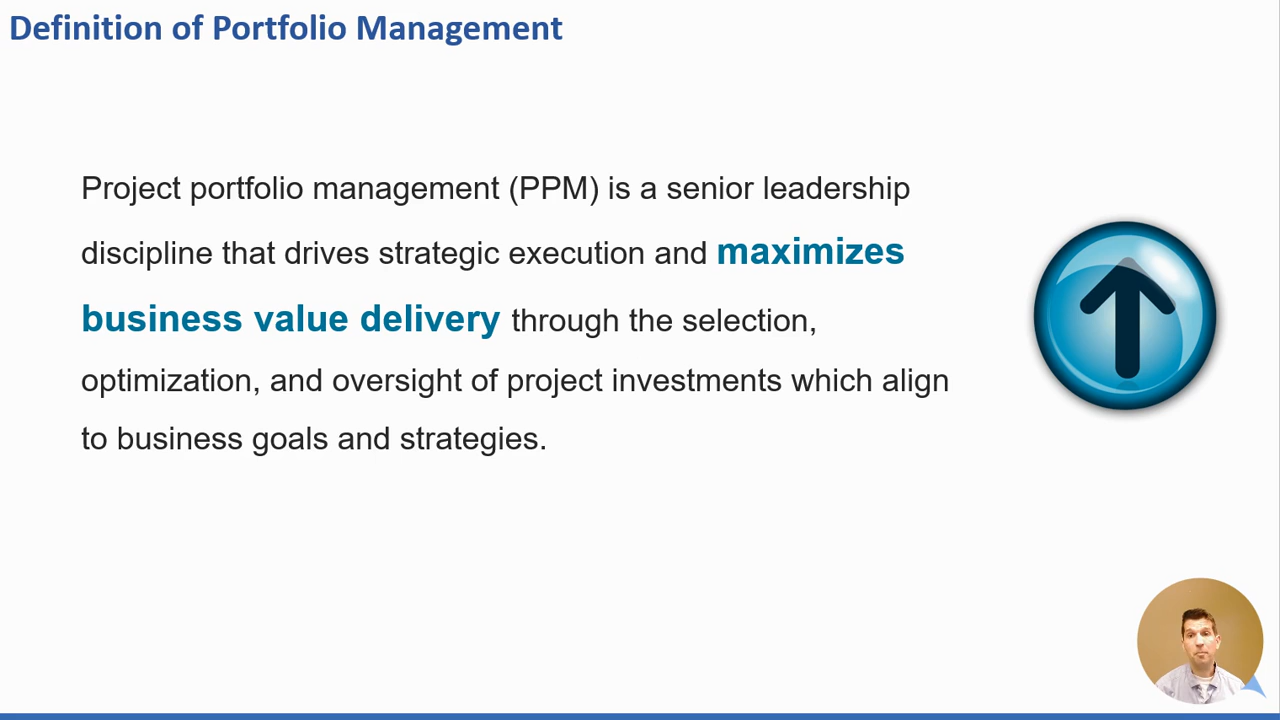 Definition of Portfolio Management
Project portfolio management (PPM) is a senior leadership
discipline that drives strategic execution and maximizes
business value delivery through the selection,
optimization, and oversight of project investments which align
to business goals and strategies.